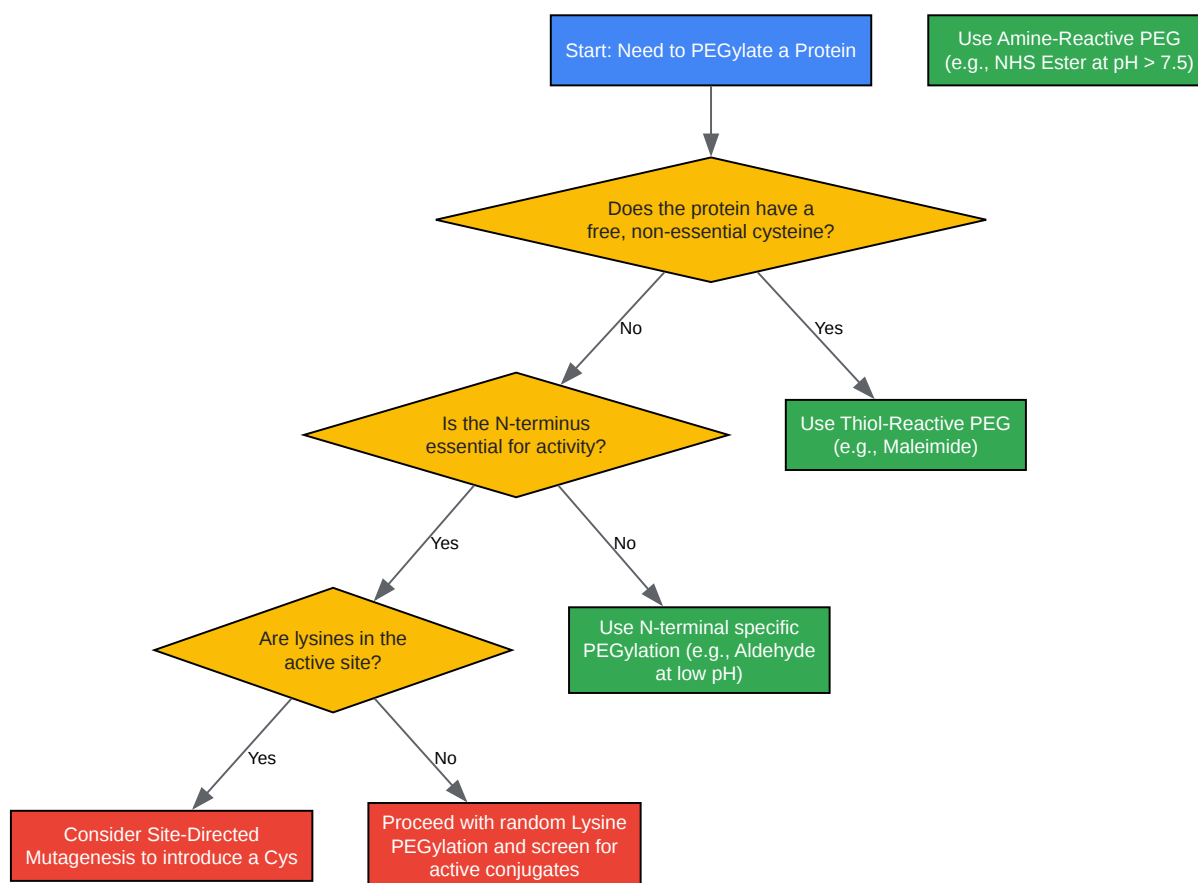 Start: Need to PEGylate a Protein
Use Amine-Reactive PEG
(e.g., NHS Ester at pH > 7.5)
Does the protein have a
free, non-essential cysteine?
No
Yes
Is the N-terminus
essential for activity?
Use Thiol-Reactive PEG
(e.g., Maleimide)
Yes
No
Are lysines in the
active site?
Use N-terminal specific
PEGylation (e.g., Aldehyde
at low pH)
Yes
No
Consider Site-Directed
Mutagenesis to introduce a Cys
Proceed with random Lysine
PEGylation and screen for
active conjugates